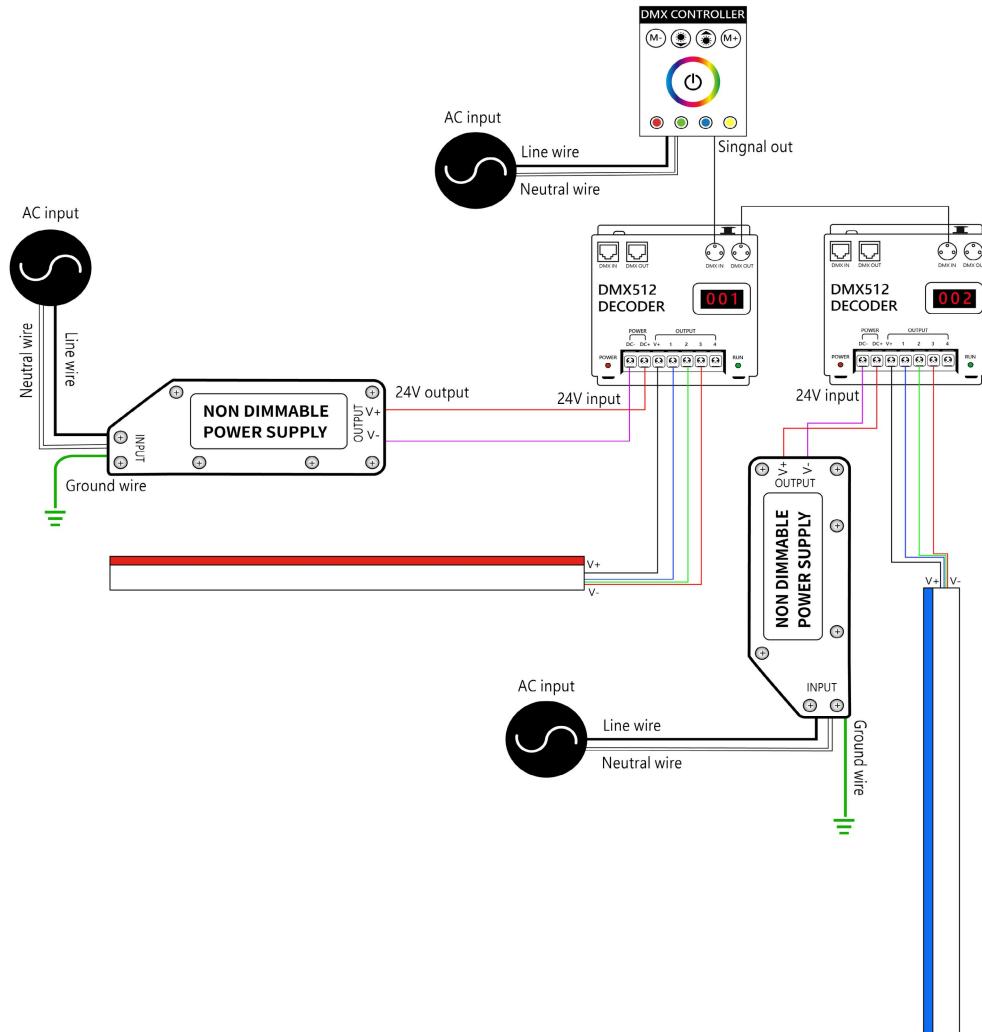 DMX CONTROLLER
M-
M+
AC input
Line wire
Neutral wire
Singnal out
AC input
Neutral wire
Line wire
DMX IN DMX OUT DMX IN DMX OUT
DMX512
DECODER
001
POWER OUTPUT
DC- DC+ V+ 1 2 3 4
POWER RUN
DMX IN DMX OUT DMX IN
DMX512
DECODER
002
POWER OUTPUT
DC- DC+ V+ 1 2 3 4
POWER RUN
24V output
24V input
24V input
NON DIMMABLE
POWER SUPPLY
INPUT
OUTPUT
V+
V-
Ground wire
V+
V-
V+
V-
OUTPUT
NON DIMMABLE
POWER SUPPLY
INPUT
V+ V-
AC input
Line wire
Neutral wire
Ground wire